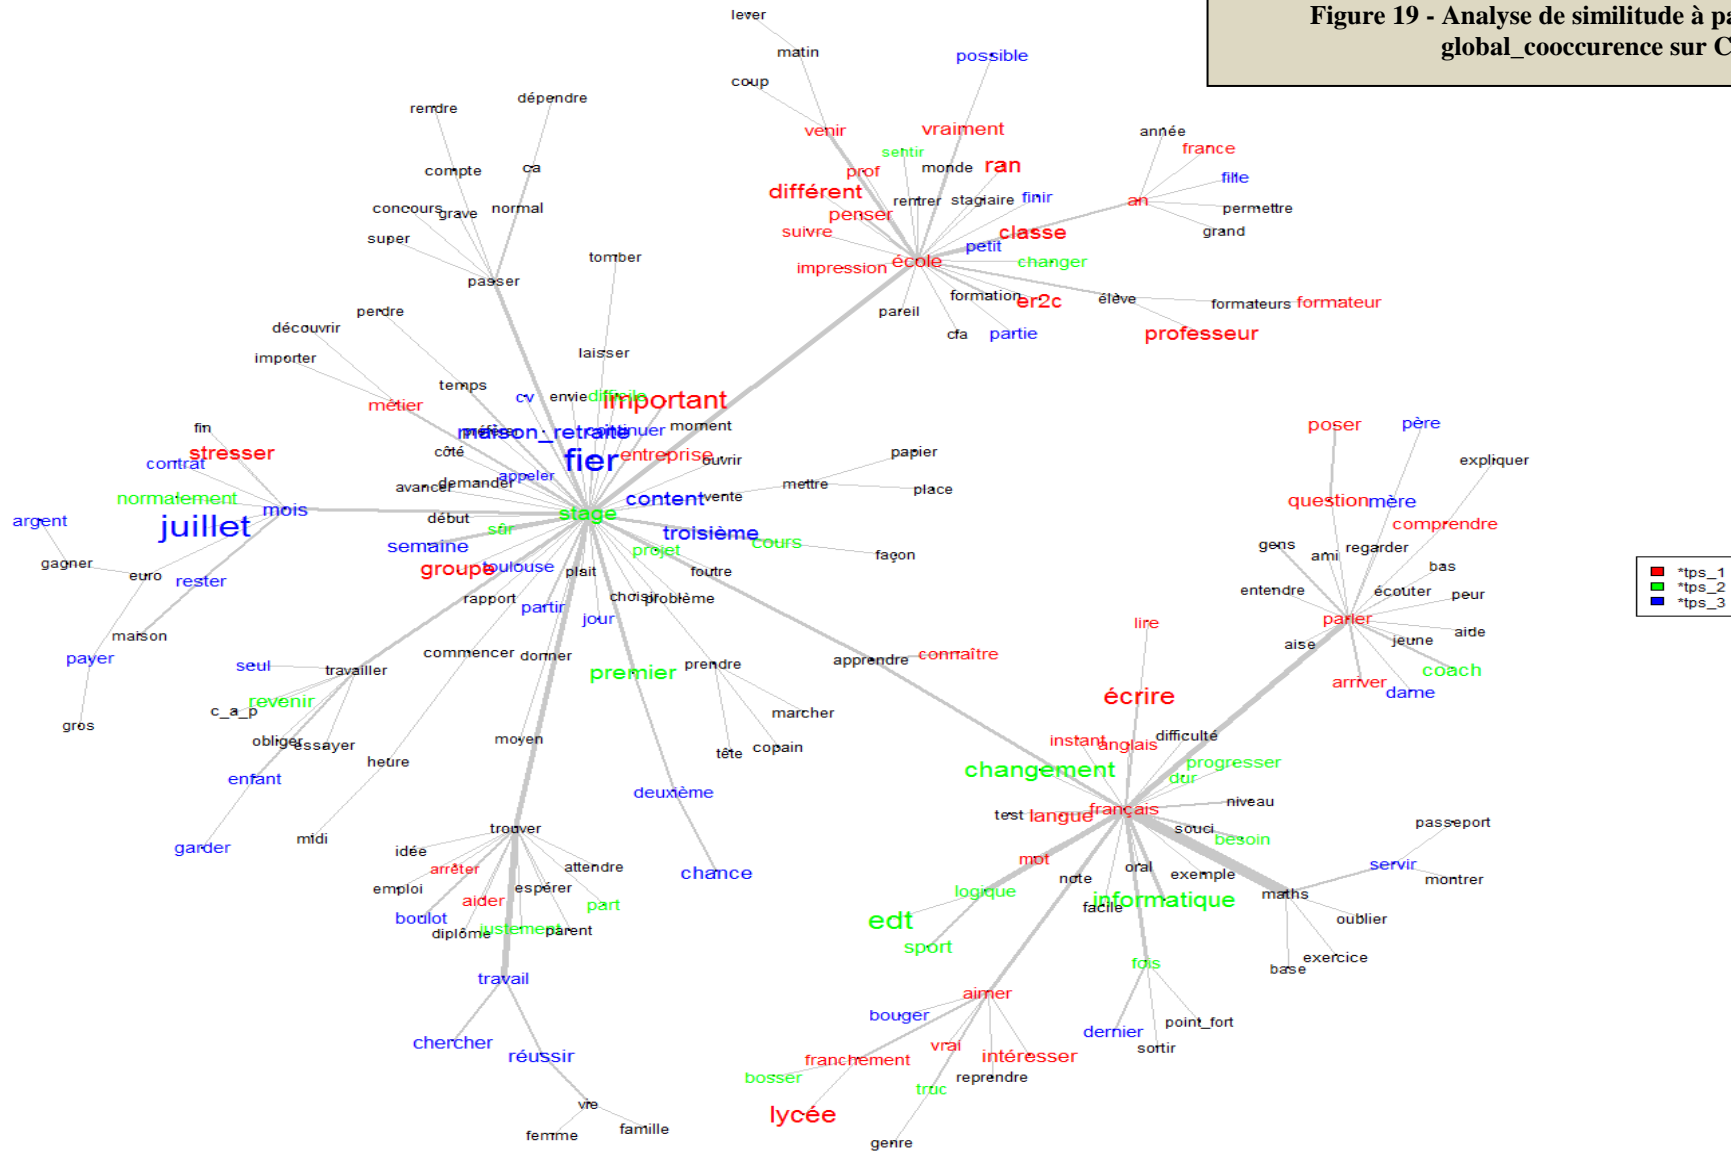 Figure 19 - Analyse de similitude à pa
global_cooccurence sur C
lever
matin
coup
possible
dépendre
rendre
venir
vraiment
année
france
sentir
monde
ran
prof
compte
ca
fille
différent
rentrer
stagiaire
finir
an
permettre
concours
grave
normal
penser
grand
super
suivre
classe
petit
tomber
impression
école
changer
passer
formation
er2c
élève
formateurs
formateur
perdre
pareil
cfa
partie
professeur
découvrir
importer
laisser
temps
cv
envie
difficile
important
métier
fin
préférer
maison_retraite
continuer
moment
poser
père
stresser
côté
fier
entreprise
ouvrir
papier
expliquer
contrat
appeler
avancer
demander
mettre
place
normalement
content
vente
question
mère
argent
juillet
mois
début
stage
comprendre
sûr
troisième
cours
semaine
projet
façon
gens
ami
regarder
gagner
euro
rester
groupe
toulouse
plait
foutre
bas
entendre
écouter
peur
rapport
partir
choisir
problème
jour
parler
aide
maison
lire
aise
jeune
payer
seul
travailler
commencer
donner
premier
prendre
apprendre
connaître
coach
arriver
dame
revenir
c_a_p
écrire
gros
obliger
essayer
moyen
marcher
tête
copain
instant
anglais
difficulté
heure
enfant
changement
progresser
dur
deuxième
niveau
test
langue
français
souci
besoin
passeport
midi
garder
trouver
idée
arrêter
attendre
mot
oral
servir
chance
note
exemple
montrer
emploi
aider
espérer
part
logique
facile
informatique
maths
boulot
diplôme
justement
parent
edt
oublier
sport
exercice
base
travail
fois
aimer
bouger
dernier
point_fort
chercher
réussir
franchement
vrai
intéresser
sortir
bosser
truc
reprendre
vie
lycée
femme
famille
genre
*tps_1
*tps_2
*tps_3